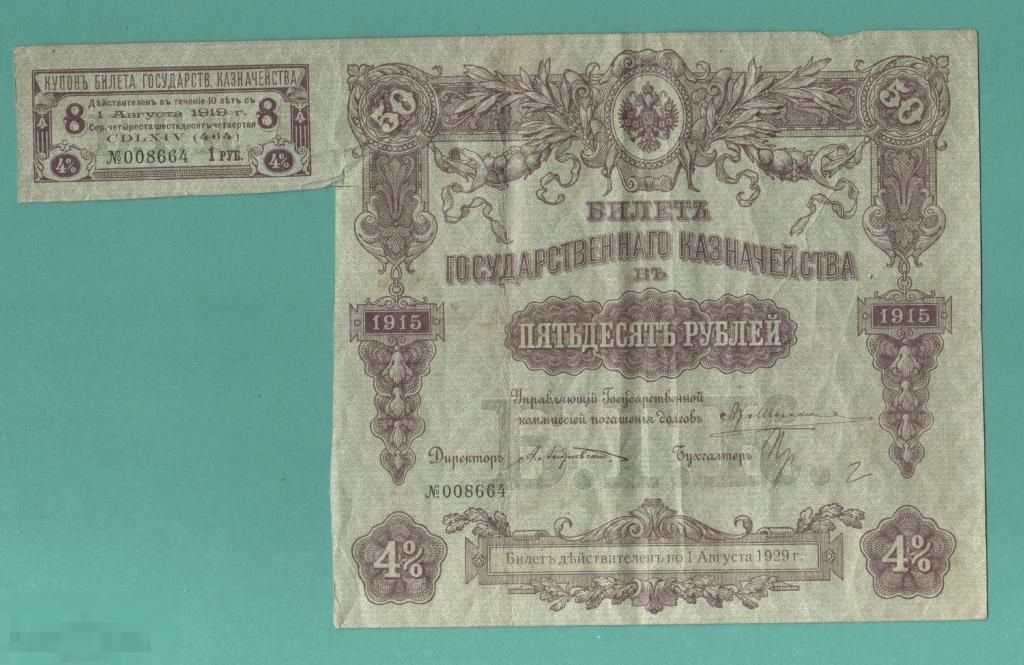 КУПОНЪ БИЛЕТА ГОСУДАРСТВ. КАЗНАЧЕЙСТВА
8 Дѣйствителенъ въ теченіе 10 лѣтъ съ 8
1 Августа 1919 г.
Сер. четыреста шестьдесятъ четвертая
CDLXIV (464)
4% №008664 1 РУБ. 4%
50 50
БИЛЕТЪ
ГОСУДАРСТВЕННАГО КАЗНАЧЕЙСТВА
ВЪ
1915 ПЯТЬДЕСЯТЪ РУБЛЕЙ 1915
Управляющій Государственной
коммиссіей погашенія долговъ
Директоръ Бухгалтеръ
№008664
4% Билетъ дѣйствителенъ по 1 Августа 1929 г. 4%